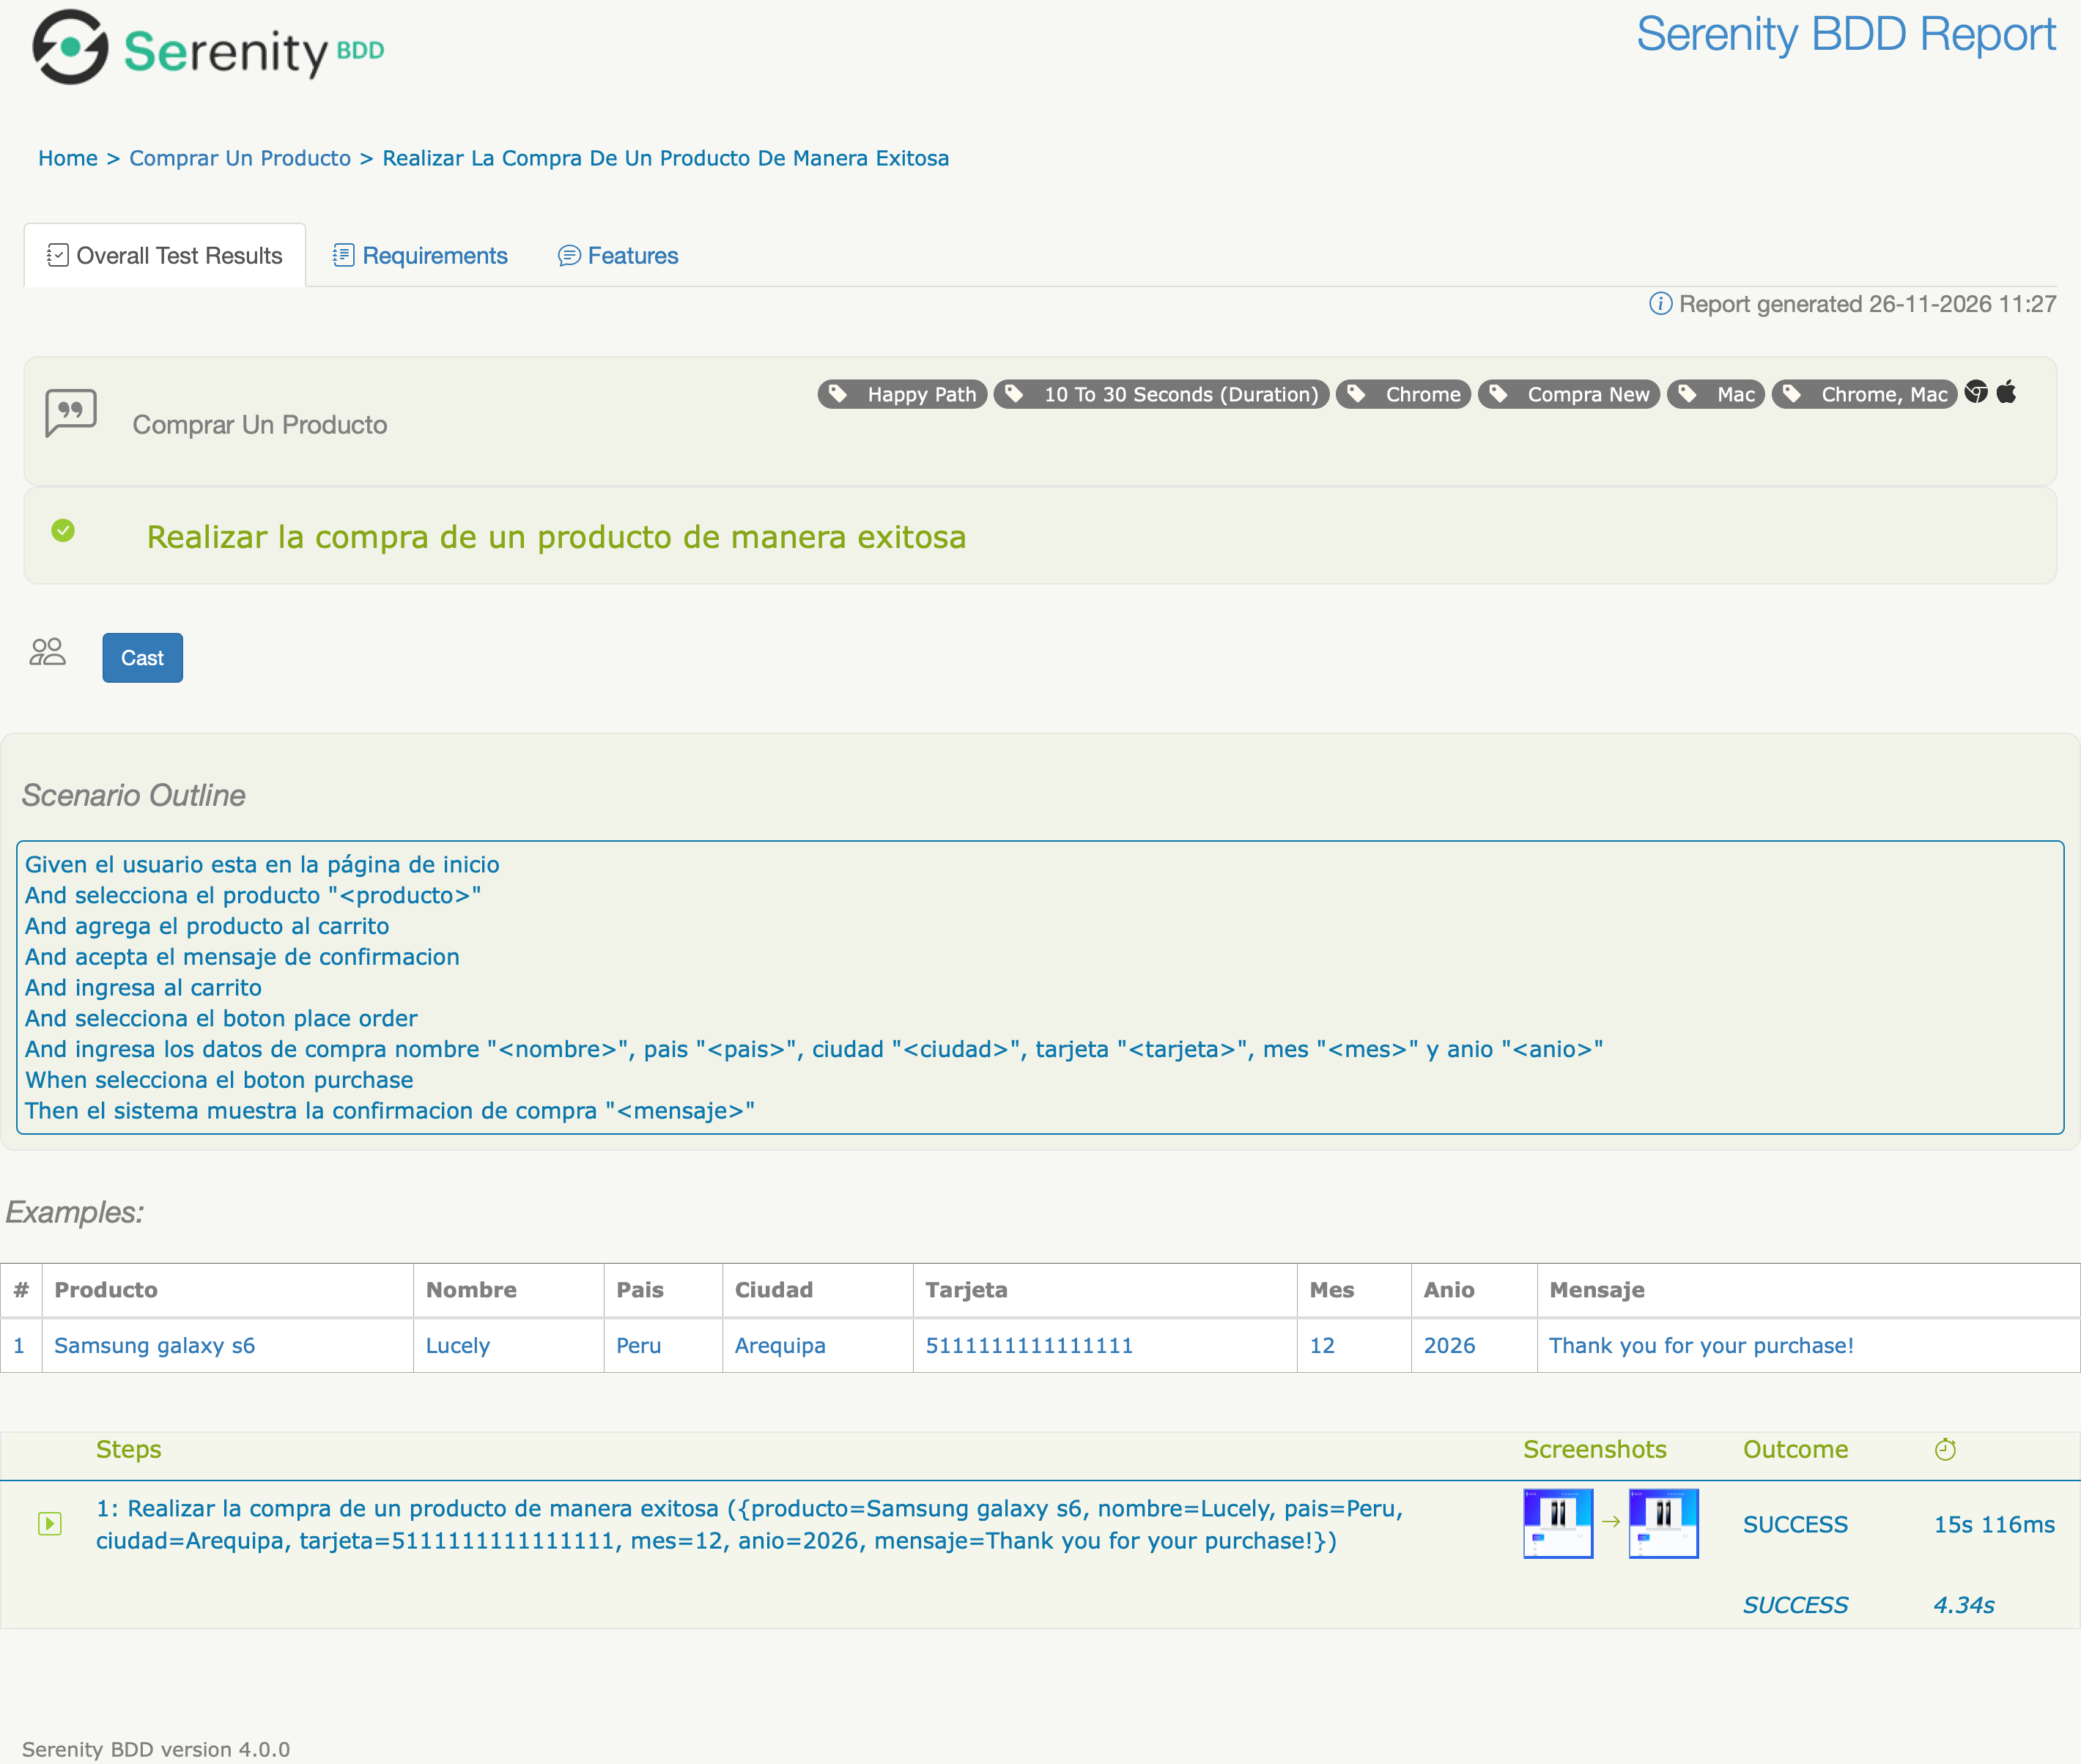 Serenity BDD
Serenity BDD Report
Home > Comprar Un Producto > Realizar La Compra De Un Producto De Manera Exitosa
Overall Test Results
Requirements
Features
Report generated 26-11-2026 11:27
Happy Path
10 To 30 Seconds (Duration)
Chrome
Compra New
Mac
Chrome, Mac
Comprar Un Producto
Realizar la compra de un producto de manera exitosa
Cast
Scenario Outline
Given el usuario esta en la página de inicio
And selecciona el producto "<producto>"
And agrega el producto al carrito
And acepta el mensaje de confirmacion
And ingresa al carrito
And selecciona el boton place order
And ingresa los datos de compra nombre "<nombre>", pais "<pais>", ciudad "<ciudad>", tarjeta "<tarjeta>", mes "<mes>" y anio "<anio>"
When selecciona el boton purchase
Then el sistema muestra la confirmacion de compra "<mensaje>"
Examples:
# Producto Nombre Pais Ciudad Tarjeta Mes Anio Mensaje
1 Samsung galaxy s6 Lucely Peru Arequipa 5111111111111111 12 2026 Thank you for your purchase!
Steps Screenshots Outcome
1: Realizar la compra de un producto de manera exitosa ({producto=Samsung galaxy s6, nombre=Lucely, pais=Peru,
ciudad=Arequipa, tarjeta=5111111111111111, mes=12, anio=2026, mensaje=Thank you for your purchase!})
SUCCESS 15s 116ms
SUCCESS 4.34s
Serenity BDD version 4.0.0